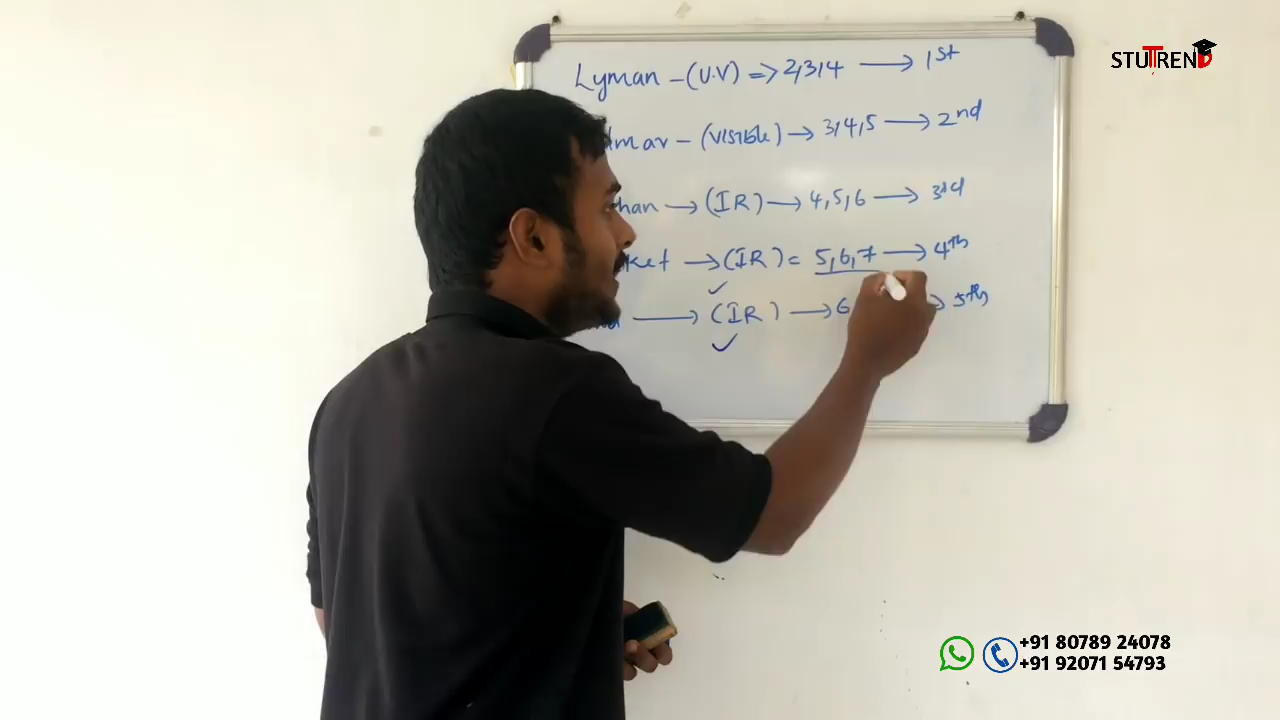 STUTREND
Lyman - (U.V) => 2,3,4 → 1st
lmar - (VISIBLE) → 3,4,5 → 2nd
han → (IR) → 4,5,6 → 3rd
ket → (IR) = 5,6,7 → 4th
→ (IR) → 6 → 5th
+91 80789 24078
+91 92071 54793